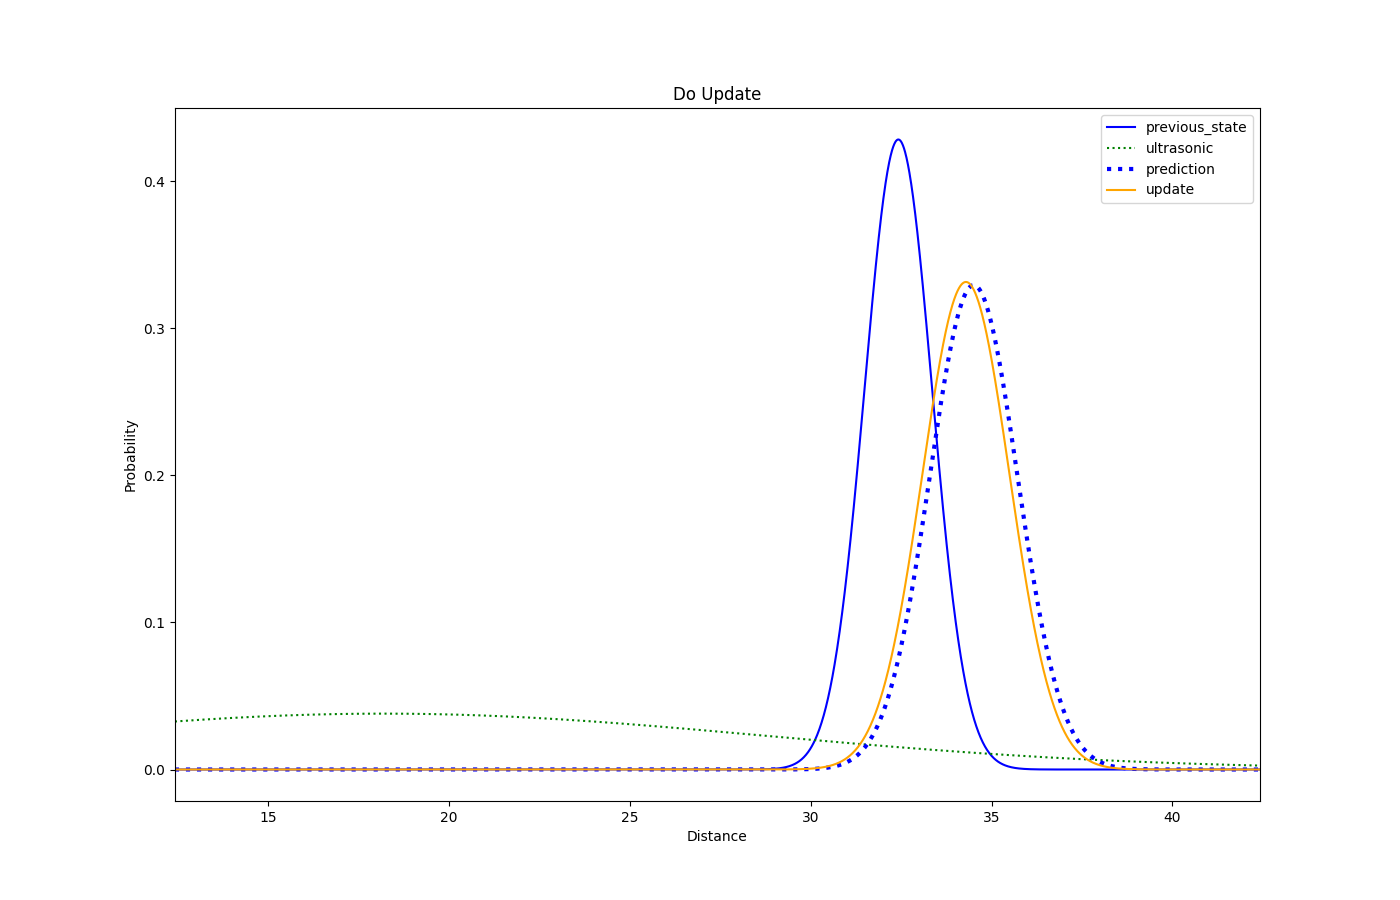 Do Update
previous_state
ultrasonic
prediction
update
0.4
0.3
0.2
0.1
0.0
Probability
15 20 25 30 35 40
Distance